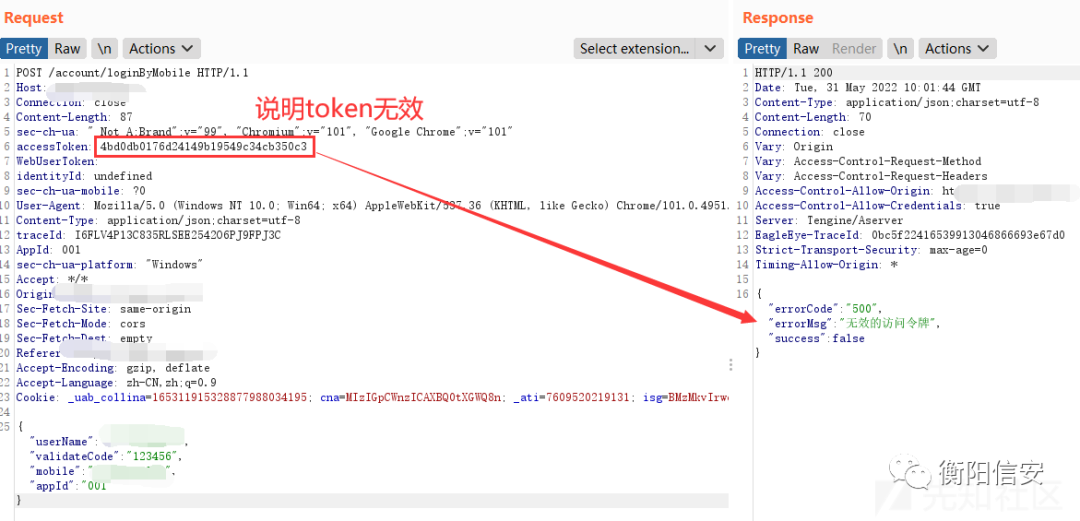 Request
Pretty Raw \n Actions Select extension...
1 POST /account/loginByMobile HTTP/1.1
2 Host:
3 Connection: close
说明token无效
4 Content-Length: 87
5 sec-ch-ua: " Not A;Brand";v="99", "Chromium";v="101", "Google Chrome";v="101"
6 accessToken: 4bd0db0176d24149b19549c34cb350c3
7 WebUserToken:
8 identityId: undefined
9 sec-ch-ua-mobile: ?0
10 User-Agent: Mozilla/5.0 (Windows NT 10.0; Win64; x64) AppleWebKit/537.36 (KHTML, like Gecko) Chrome/101.0.4951.
11 Content-Type: application/json;charset=utf-8
12 traceId: I6FLV4P13C835RLSEE254206PJ9FPJ3C
13 AppId: 001
14 sec-ch-ua-platform: "Windows"
15 Accept: */*
16 Origin
17 Sec-Fetch-Site: same-origin
18 Sec-Fetch-Mode: cors
19 Sec-Fetch-Dest: empty
20 Referer
21 Accept-Encoding: gzip, deflate
22 Accept-Language: zh-CN,zh;q=0.9
23 Cookie: _uab_collina=165311915328877988034195; cna=MIzIGpCWnzICAXBQ0tXGWQ8n; _ati=7609520219131; isg=BMzMkvIrw
24
25 {
"userName":
"validateCode":"123456",
"mobile":
"appId":"001"
}
Response
Pretty Raw Render \n Actions
1 HTTP/1.1 200
2 Date: Tue, 31 May 2022 10:01:44 GMT
3 Content-Type: application/json;charset=utf-8
4 Content-Length: 70
5 Connection: close
6 Vary: Origin
7 Vary: Access-Control-Request-Method
8 Vary: Access-Control-Request-Headers
9 Access-Control-Allow-Origin: ht
10 Access-Control-Allow-Credentials: true
11 Server: Tengine/Aserver
12 EagleEye-TraceId: 0bc5f22416539913046866693e67d0
13 Strict-Transport-Security: max-age=0
14 Timing-Allow-Origin: *
15
16 {
"errorCode":"500",
"errorMsg":"无效的访问令牌",
"success":false
}
衡阳信安
先知社区